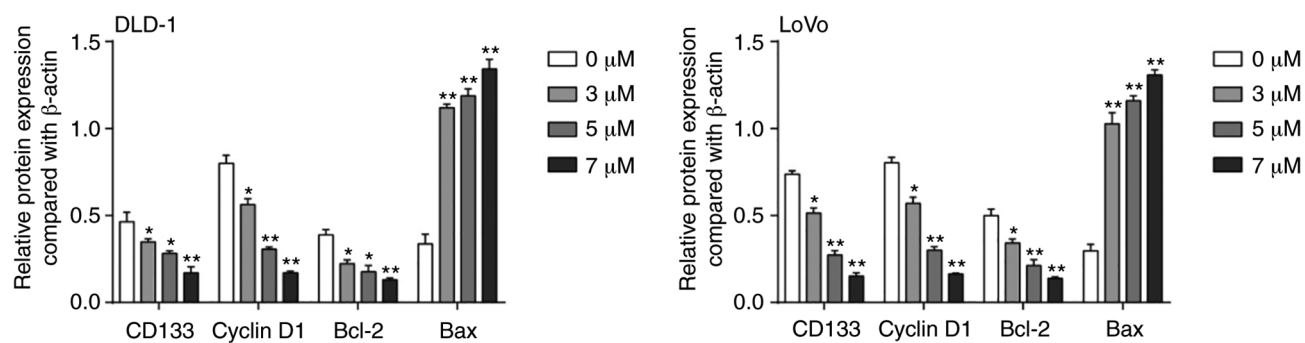 DLD-1
Relative protein expression
compared with β-actin
1.5
1.0
0.5
0.0
** ** **
* * **
* ** **
* * **
CD133 Cyclin D1 Bcl-2 Bax
0 μM
3 μM
5 μM
7 μM
LoVo
Relative protein expression
compared with β-actin
1.5
1.0
0.5
0.0
** ** **
* ** **
* ** **
* ** **
CD133 Cyclin D1 Bcl-2 Bax
0 μM
3 μM
5 μM
7 μM